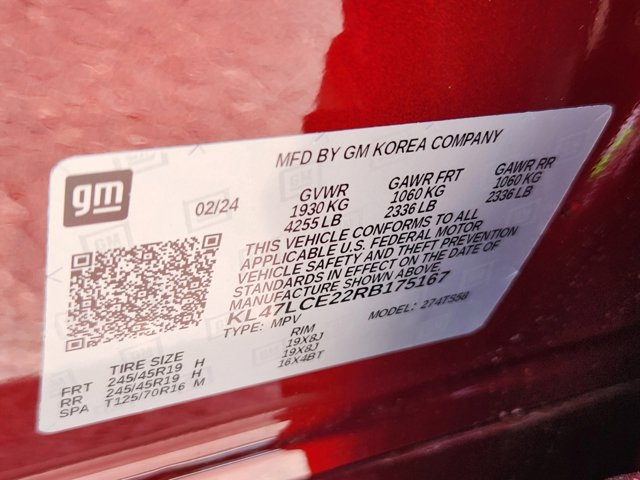 MFD BY GM KOREA COMPANY
gm
02/24
GVWR
1930 KG
4255 LB
GAWR FRT
1060 KG
2336 LB
GAWR RR
1060 KG
2336 LB
THIS VEHICLE CONFORMS TO ALL
APPLICABLE U.S. FEDERAL MOTOR
VEHICLE SAFETY AND THEFT PREVENTION
STANDARDS IN EFFECT ON THE DATE OF
MANUFACTURE SHOWN ABOVE.
KL47LCE22RB175167
TYPE: MPV
MODEL: 274TS58
TIRE SIZE
RIM
FRT 245/45R19 H 19X8J
RR 245/45R19 H 19X8J
SPA T125/70R16 M 16X4BT